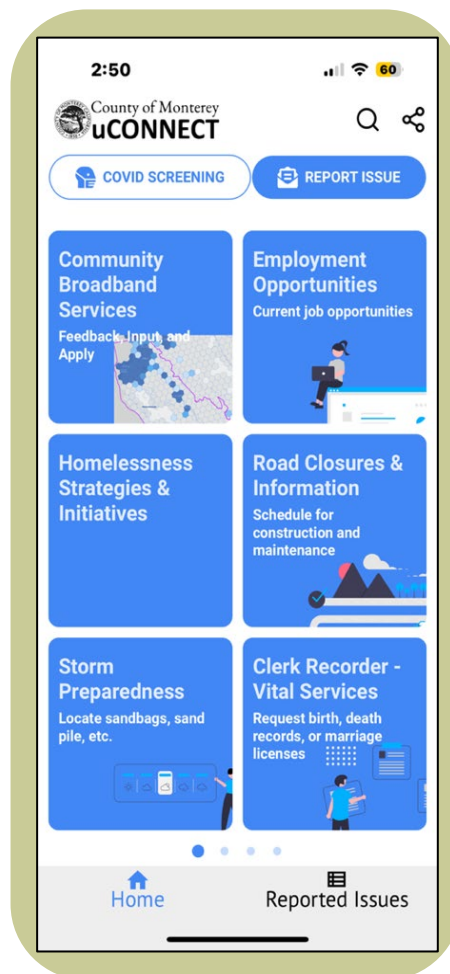 2:50
60
County of Monterey
uCONNECT
COVID SCREENING
REPORT ISSUE
Community
Broadband
Services
Feedback, Input, and
Apply
Employment
Opportunities
Current job opportunities
Homelessness
Strategies &
Initiatives
Road Closures &
Information
Schedule for
construction and
maintenance
Storm
Preparedness
Locate sandbags, sand
pile, etc.
Clerk Recorder -
Vital Services
Request birth, death
records, or marriage
licenses
Home
Reported Issues